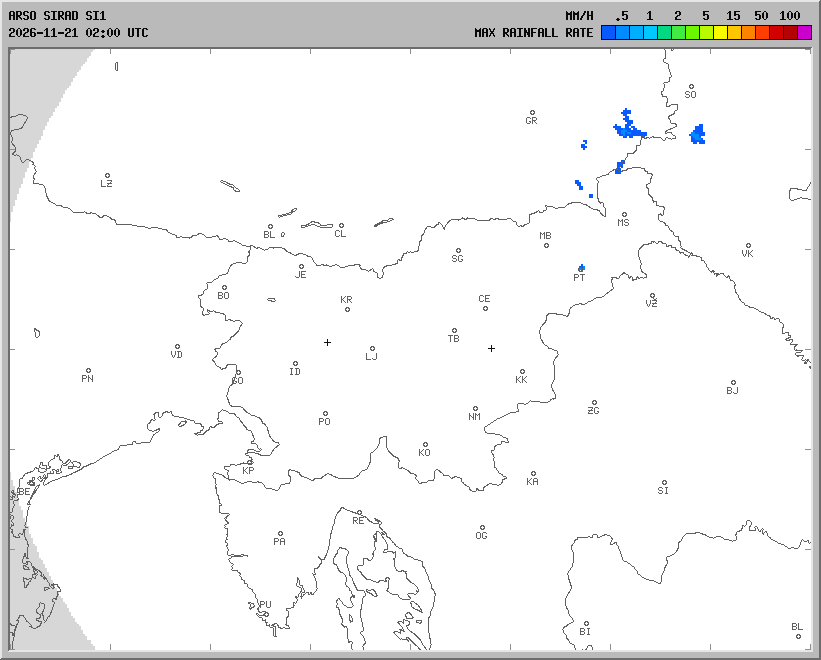 ARSO SIRAD SI1
2026-11-21 02:00 UTC
MM/H .5 1 2 5 15 50 100
MAX RAINFALL RATE
SO
GR
LZ
MS
BL
CL
MB
VK
SG
JE
PT
BO
KR
CE
VZ
TB
VD
LJ
ID
PN
GO
KK
BJ
ZG
PO
NM
KO
KP
KA
BE
SI
RE
OG
PA
PU
BI
BL